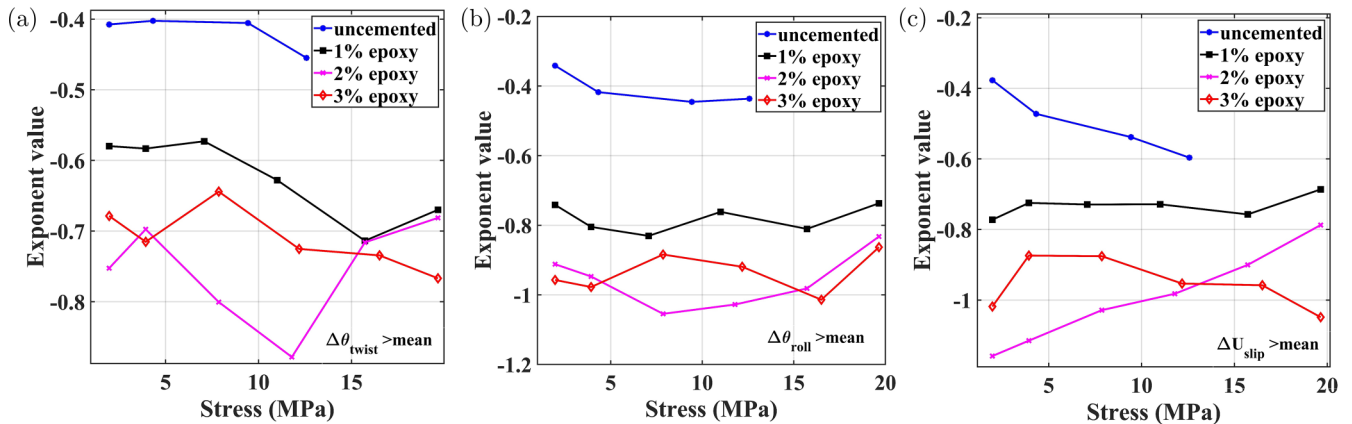 (a)
-0.4
-0.5
-0.6
-0.7
-0.8
Exponent value
5
10
15
Stress (MPa)
uncemented
1% epoxy
2% epoxy
3% epoxy
Δθtwist >mean
(b)
-0.2
-0.4
-0.6
-0.8
-1
-1.2
Exponent value
5
10
15
20
Stress (MPa)
uncemented
1% epoxy
2% epoxy
3% epoxy
Δθroll >mean
(c)
-0.2
-0.4
-0.6
-0.8
-1
Exponent value
5
10
15
20
Stress (MPa)
uncemented
1% epoxy
2% epoxy
3% epoxy
ΔUslip >mean